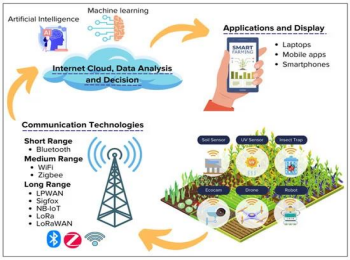 Machine learning
Artificial Intelligence
Internet Cloud, Data Analysis
and Decision
Applications and Display
SMART
FARMING
• Laptops
• Mobile apps
• Smartphones
Communication Technologies
Short Range
• Bluetooth
Medium Range
• WiFi
• Zigbee
Long Range
• LPWAN
• Sigfox
• NB-IoT
• LoRa
• LoRaWAN
Soil Sensor
UV Sensor
Insect Trap
Ecocam
Drone
Robot